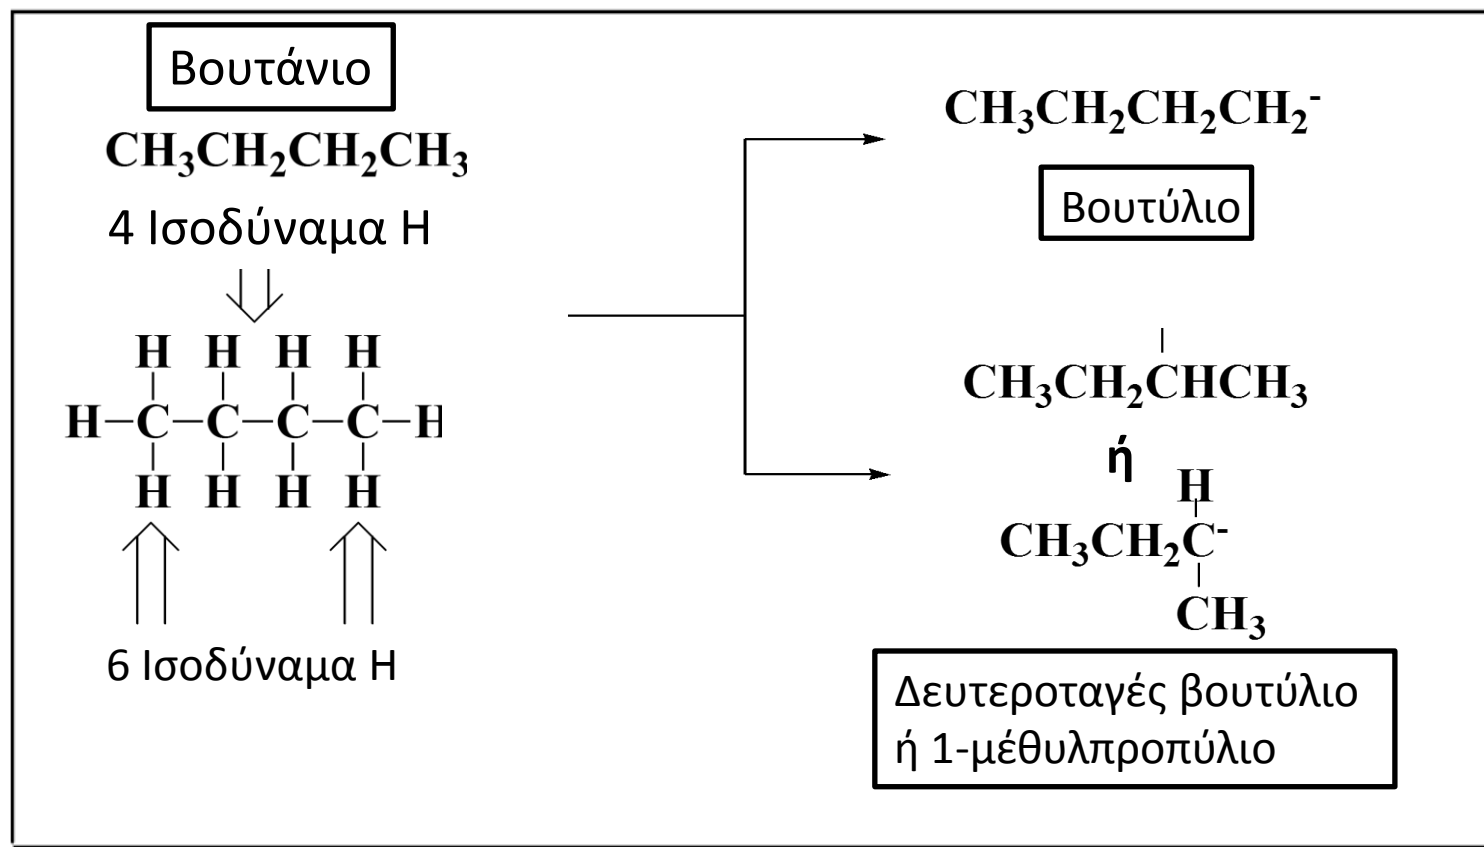 Βουτάνιο
CH₃CH₂CH₂CH₃
4 Ισοδύναμα Η
H H H H
H—C—C—C—C—H
H H H H
6 Ισοδύναμα Η
CH₃CH₂CH₂CH₂⁻
Βουτύλιο
CH₃CH₂CHCH₃
ή
H
CH₃CH₂C⁻
CH₃
Δευτεροταγές βουτύλιο
ή 1-μέθυλπροπύλιο